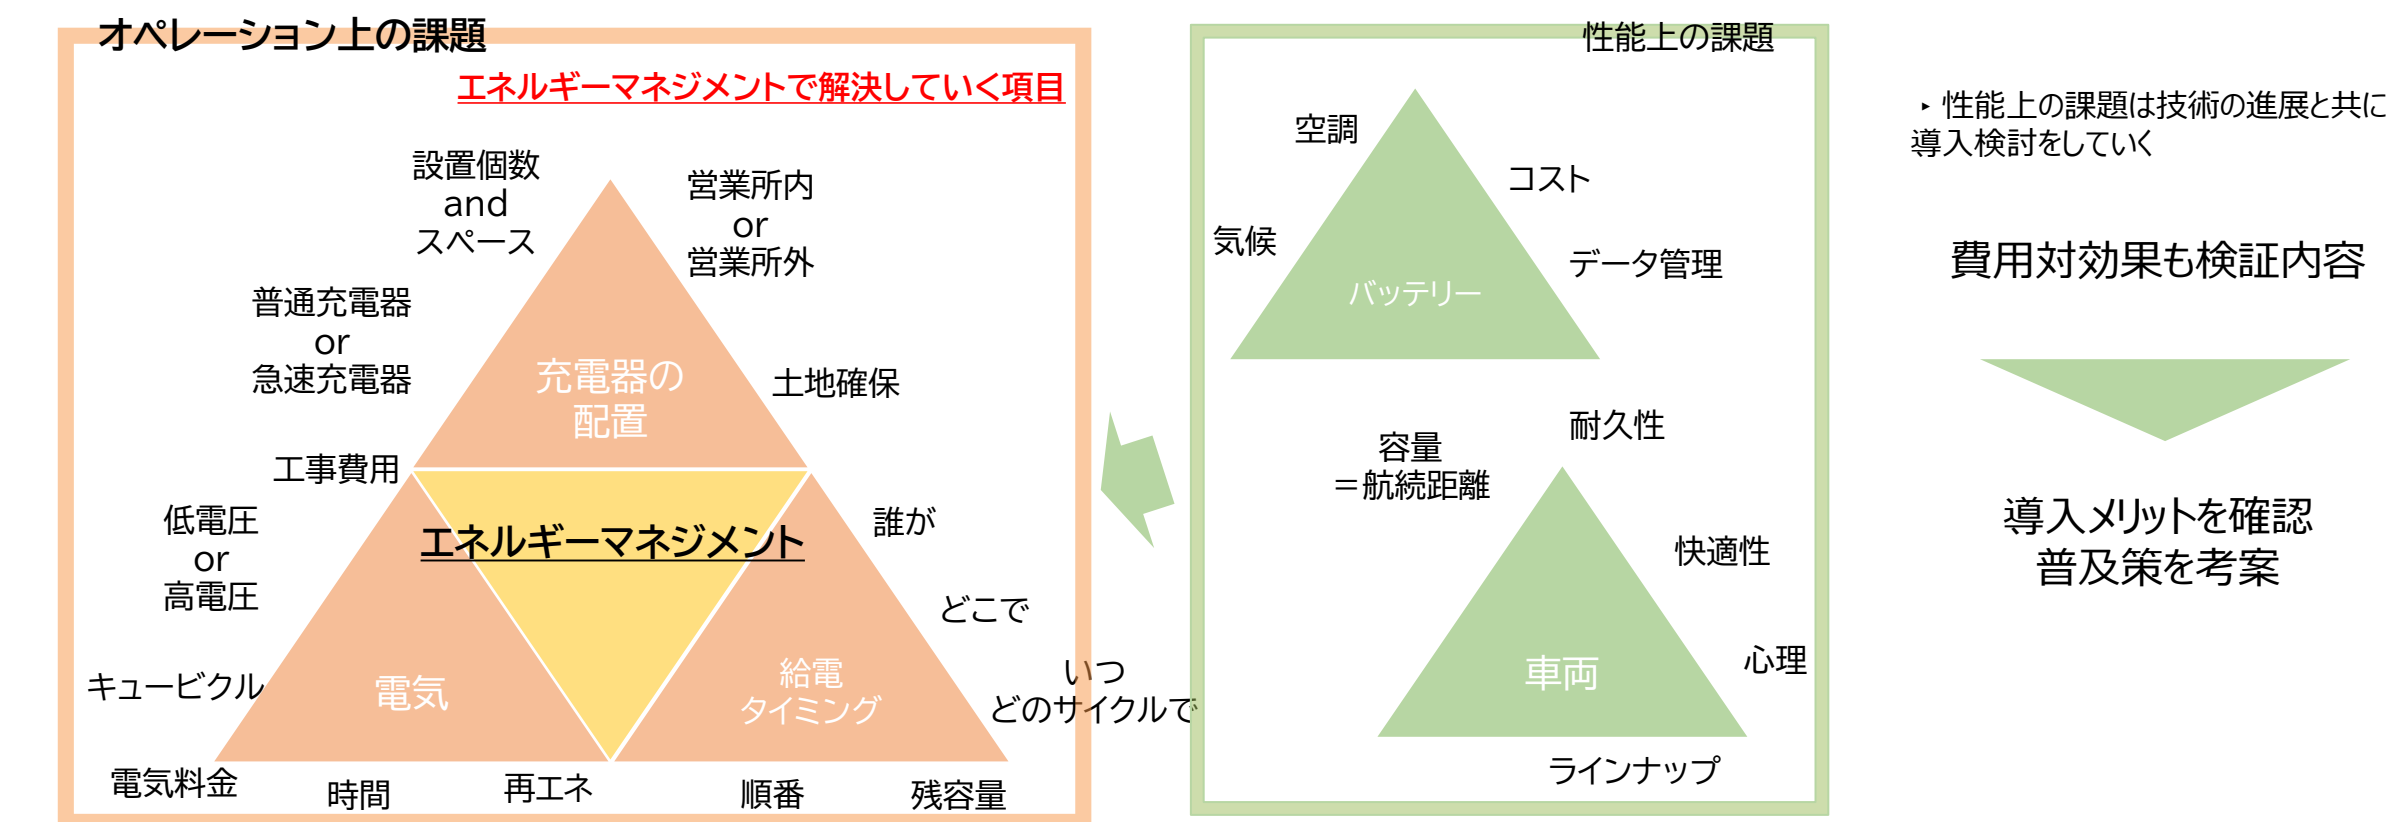 オペレーション上の課題
エネルギーマネジメントで解決していく項目
設置個数
and
スペース
営業所内
or
営業所外
普通充電器
or
急速充電器
充電器の
配置
土地確保
工事費用
低電圧
or
高電圧
エネルギーマネジメント
誰が
どこで
キュービクル
電気
給電
タイミング
いつ
どのサイクルで
電気料金
時間
再エネ
順番
残容量
性能上の課題
空調
コスト
気候
データ管理
バッテリー
耐久性
容量
＝航続距離
快適性
心理
車両
ラインナップ
‣ 性能上の課題は技術の進展と共に
導入検討をしていく
費用対効果も検証内容
導入メリットを確認
普及策を考案